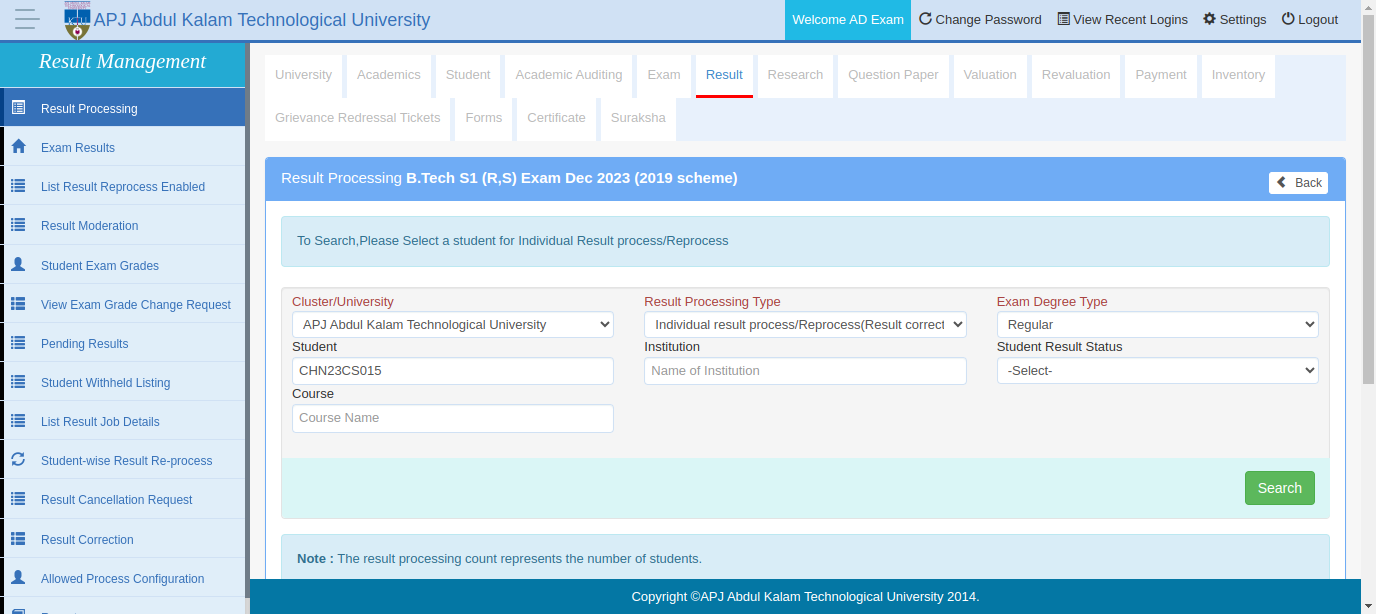 APJ Abdul Kalam Technological University
Welcome AD Exam Change Password View Recent Logins Settings Logout
Result Management
Result Processing
Exam Results
List Result Reprocess Enabled
Result Moderation
Student Exam Grades
View Exam Grade Change Request
Pending Results
Student Withheld Listing
List Result Job Details
Student-wise Result Re-process
Result Cancellation Request
Result Correction
Allowed Process Configuration
University Academics Student Academic Auditing Exam Result Research Question Paper Valuation Revaluation Payment Inventory
Grievance Redressal Tickets Forms Certificate Suraksha
Result Processing B.Tech S1 (R,S) Exam Dec 2023 (2019 scheme)
Back
To Search,Please Select a student for Individual Result process/Reprocess
Cluster/University Result Processing Type Exam Degree Type
APJ Abdul Kalam Technological University Individual result process/Reprocess(Result correct Regular
Student Institution Student Result Status
CHN23CS015 Name of Institution -Select-
Course
Course Name
Search
Note : The result processing count represents the number of students.
Copyright ©APJ Abdul Kalam Technological University 2014.